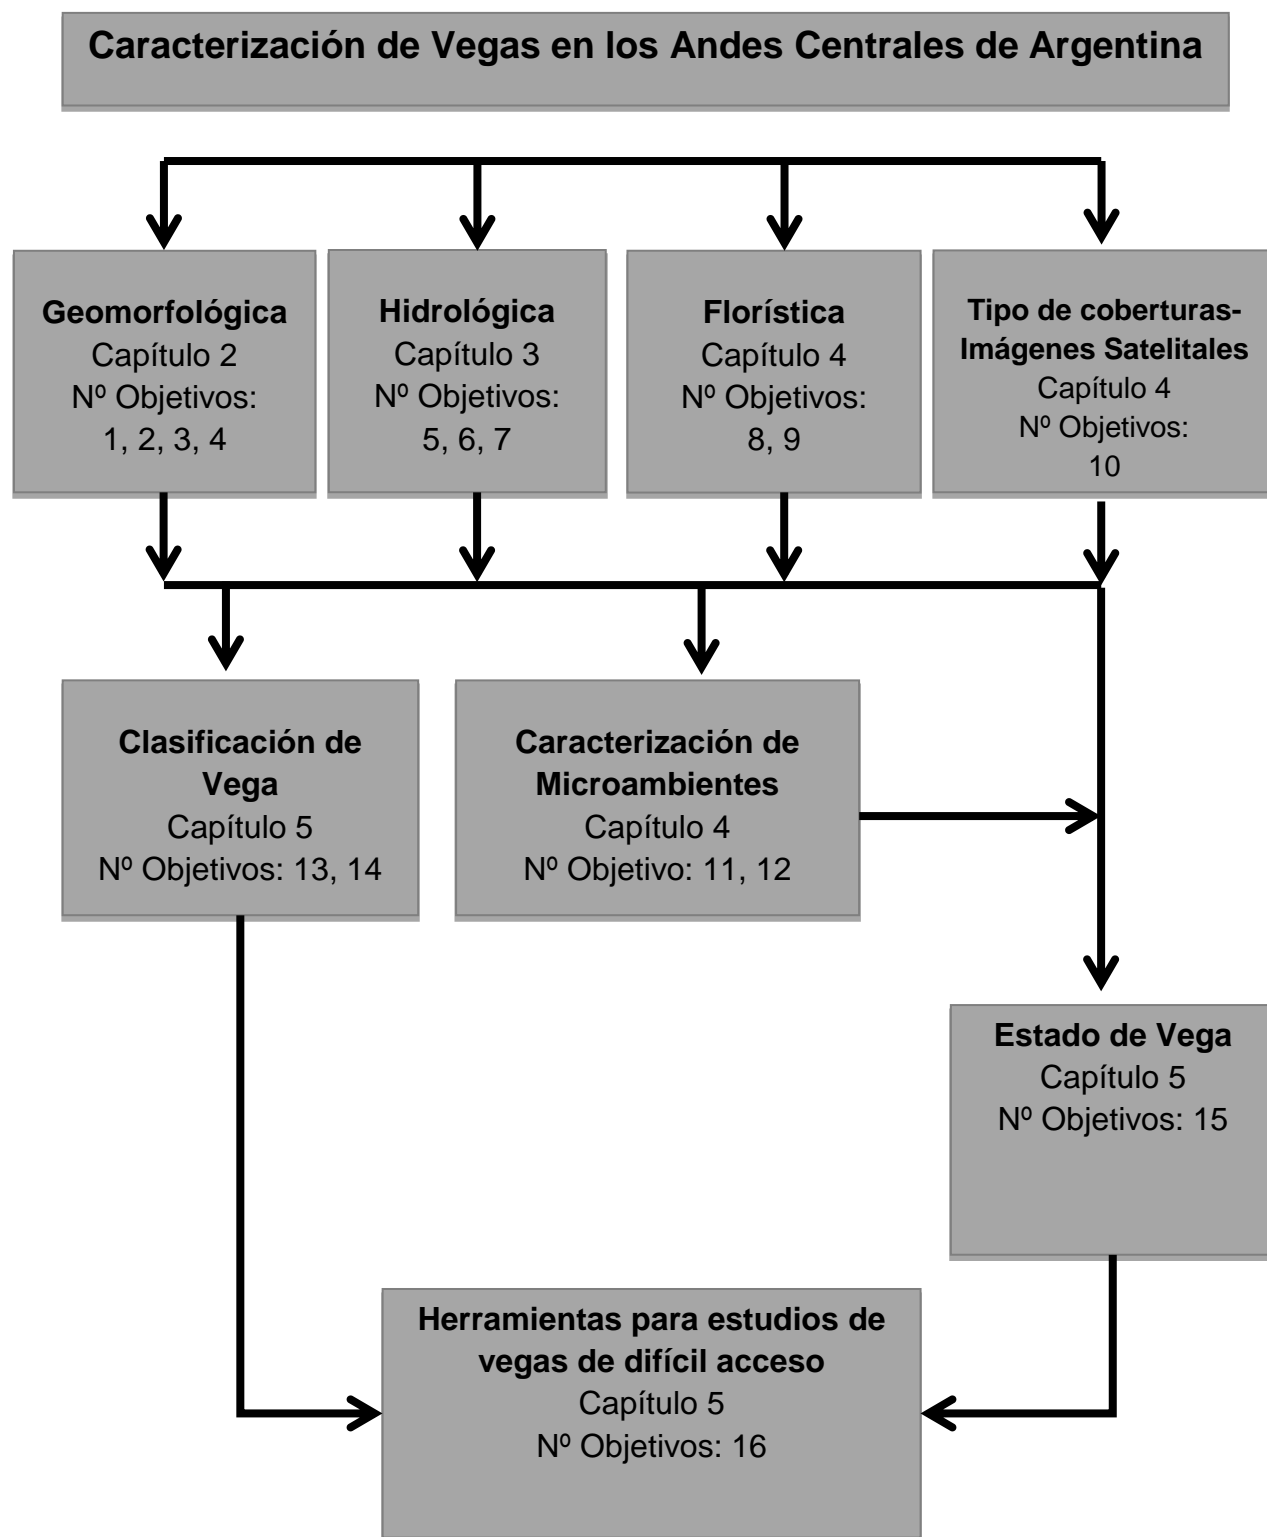 Caracterización de Vegas en los Andes Centrales de Argentina
Geomorfológica
Capítulo 2
Nº Objetivos:
1, 2, 3, 4
Hidrológica
Capítulo 3
Nº Objetivos:
5, 6, 7
Florística
Capítulo 4
Nº Objetivos:
8, 9
Tipo de coberturas-
Imágenes Satelitales
Capítulo 4
Nº Objetivos:
10
Clasificación de
Vega
Capítulo 5
Nº Objetivos: 13, 14
Caracterización de
Microambientes
Capítulo 4
Nº Objetivo: 11, 12
Estado de Vega
Capítulo 5
Nº Objetivos: 15
Herramientas para estudios de
vegas de difícil acceso
Capítulo 5
Nº Objetivos: 16